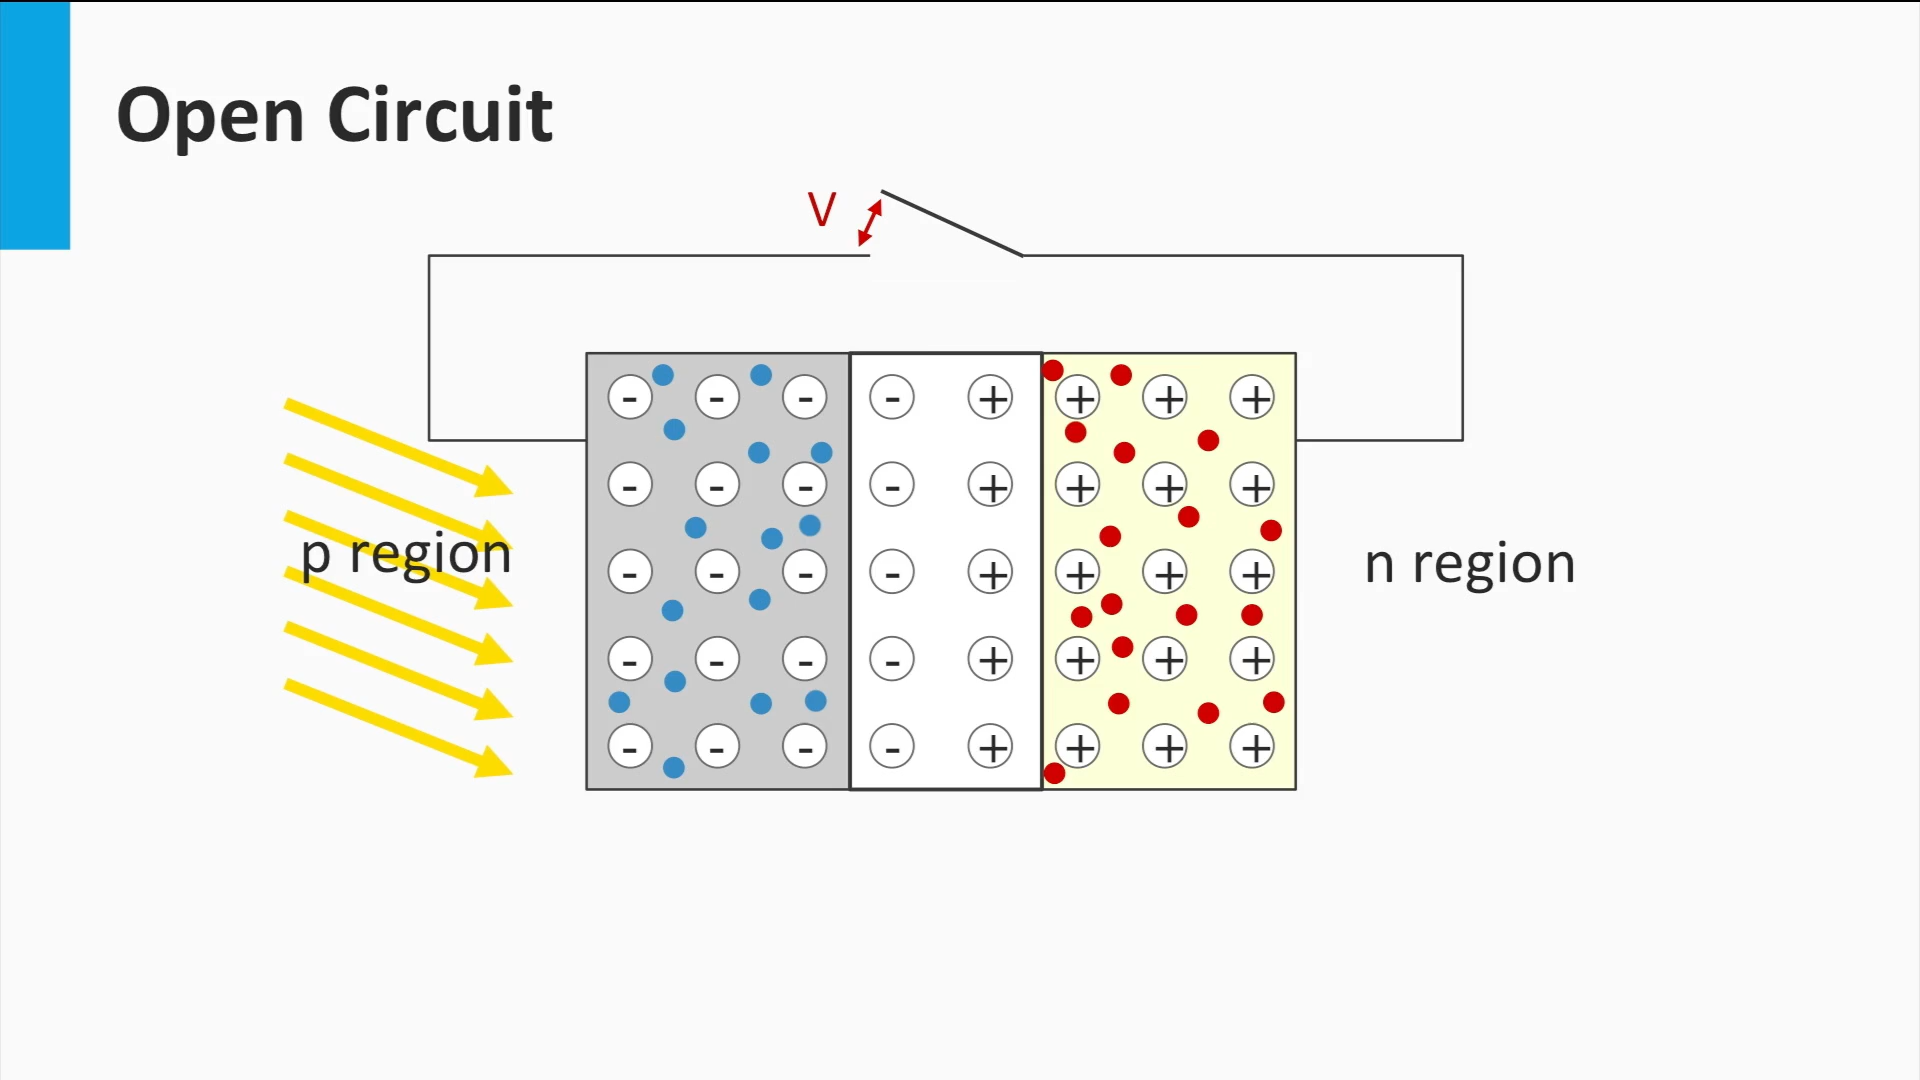 Open Circuit
V
- - - - + + + +
- - - - + + + +
p region
n region
- - - - + + + +
- - - - + + + +
- - - - + + + +